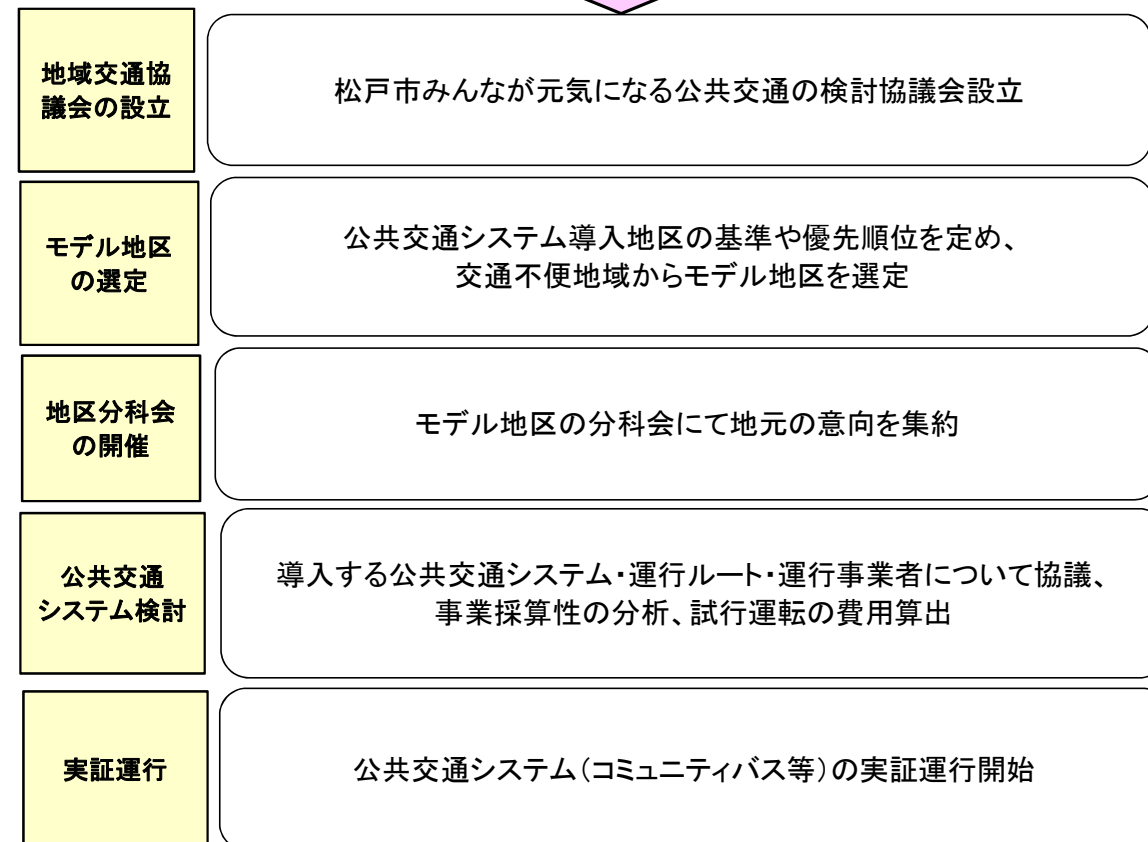 地域交通協
議会の設立
松戸市みんなが元気になる公共交通の検討協議会設立
モデル地区
の選定
公共交通システム導入地区の基準や優先順位を定め、
交通不便地域からモデル地区を選定
地区分科会
の開催
モデル地区の分科会にて地元の意向を集約
公共交通
システム検討
導入する公共交通システム・運行ルート・運行事業者について協議、
事業採算性の分析、試行運転の費用算出
実証運行
公共交通システム(コミュニティバス等)の実証運行開始